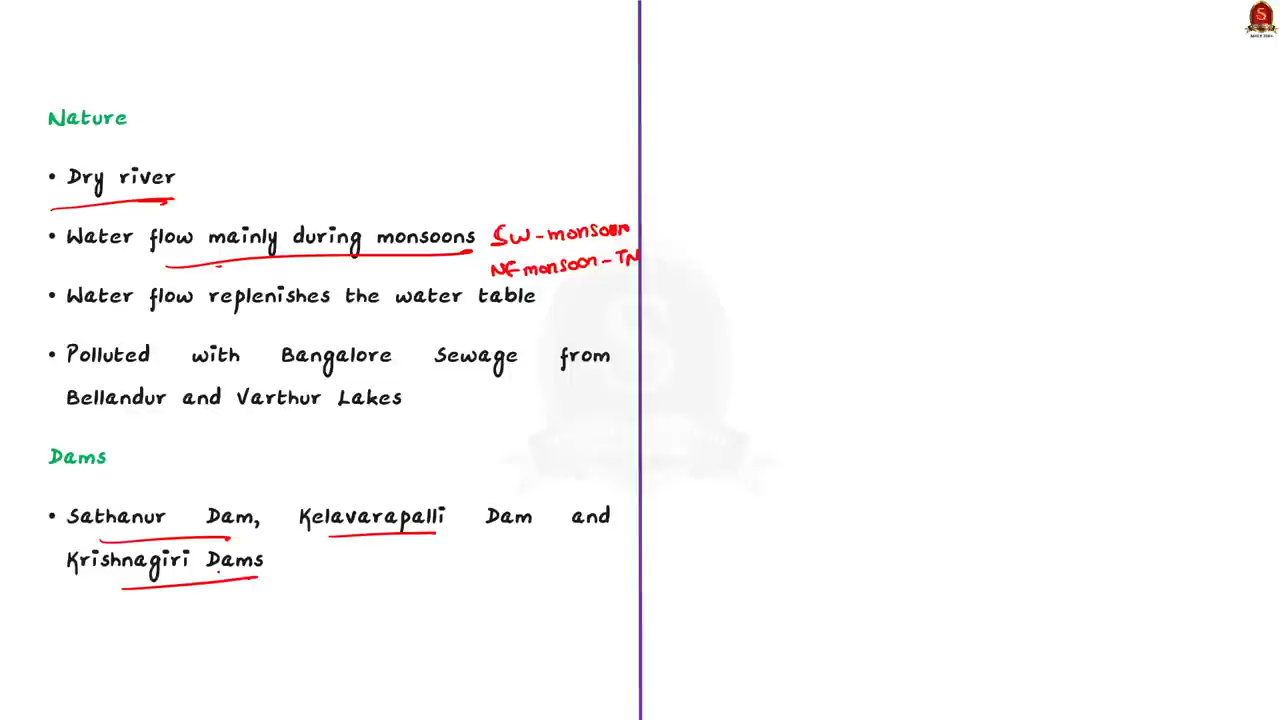 Nature
• Dry river
• Water flow mainly during monsoons SW-monsoon
NE monsoon-TN
• Water flow replenishes the water table
• Polluted with Bangalore Sewage from
Bellandur and Varthur Lakes
Dams
• Sathanur Dam, Kelavarapalli Dam and
Krishnagiri Dams
S
S